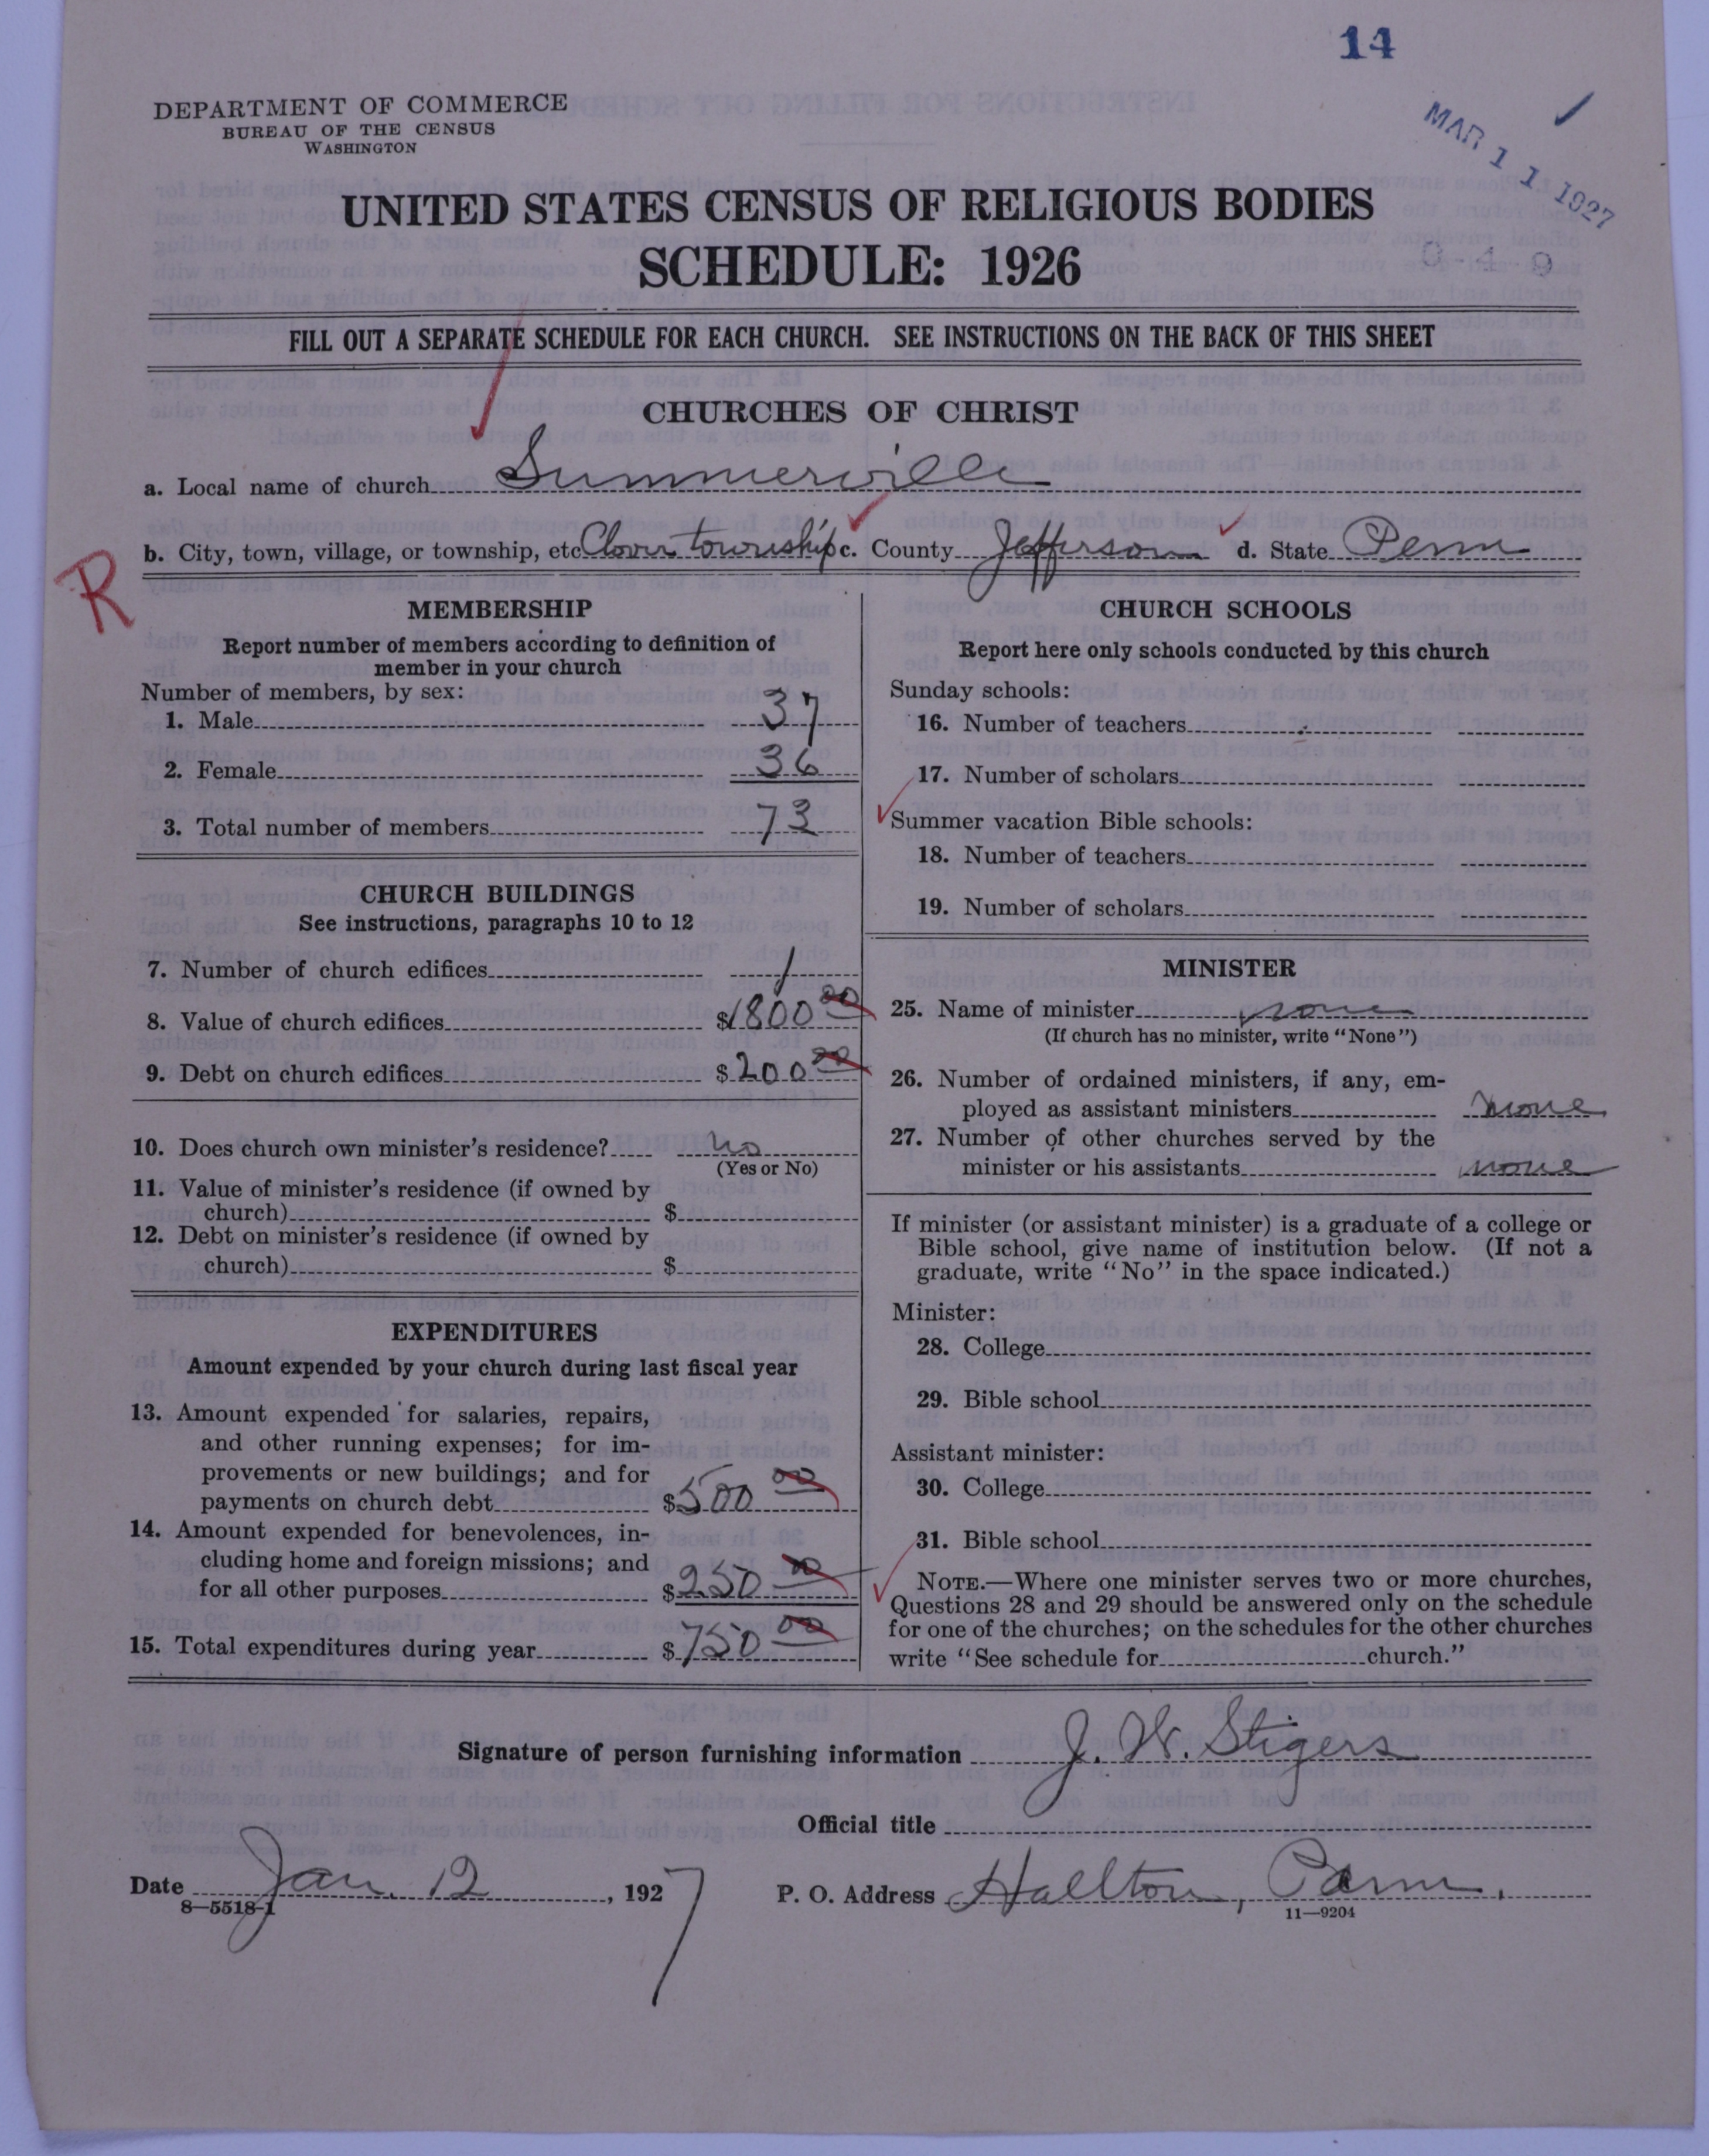 14
DEPARTMENT OF COMMERCE
BUREAU OF THE CENSUS
WASHINGTON
MAR 11 1927
UNITED STATES CENSUS OF RELIGIOUS BODIES
SCHEDULE: 1926
FILL OUT A SEPARATE SCHEDULE FOR EACH CHURCH. SEE INSTRUCTIONS ON THE BACK OF THIS SHEET
CHURCHES OF CHRIST
a. Local name of church Summerville
b. City, town, village, or township, etc. Clover township c. County Jefferson d. State Penn
R
MEMBERSHIP
Report number of members according to definition of
member in your church
Number of members, by sex:
1. Male 37
2. Female 36
3. Total number of members 73
CHURCH BUILDINGS
See instructions, paragraphs 10 to 12
7. Number of church edifices 1
8. Value of church edifices $1800 00
9. Debt on church edifices $200 00
10. Does church own minister's residence? no
(Yes or No)
11. Value of minister's residence (if owned by
church) $
12. Debt on minister's residence (if owned by
church) $
EXPENDITURES
Amount expended by your church during last fiscal year
13. Amount expended for salaries, repairs,
and other running expenses; for im-
provements or new buildings; and for
payments on church debt $500 00
14. Amount expended for benevolences, in-
cluding home and foreign missions; and
for all other purposes $250 00
15. Total expenditures during year $750 00
CHURCH SCHOOLS
Report here only schools conducted by this church
Sunday schools:
16. Number of teachers
17. Number of scholars
Summer vacation Bible schools:
18. Number of teachers
19. Number of scholars
MINISTER
25. Name of minister none
(If church has no minister, write "None")
26. Number of ordained ministers, if any, em-
ployed as assistant ministers none
27. Number of other churches served by the
minister or his assistants none
If minister (or assistant minister) is a graduate of a college or
Bible school, give name of institution below. (If not a
graduate, write "No" in the space indicated.)
Minister:
28. College
29. Bible school
Assistant minister:
30. College
31. Bible school
NOTE.—Where one minister serves two or more churches,
Questions 28 and 29 should be answered only on the schedule
for one of the churches; on the schedules for the other churches
write "See schedule for church."
Signature of person furnishing information J. W. Stigers
Official title
Date Jan. 12, 1927 P. O. Address Hallton, Penn.
8—5518-1
11—9204